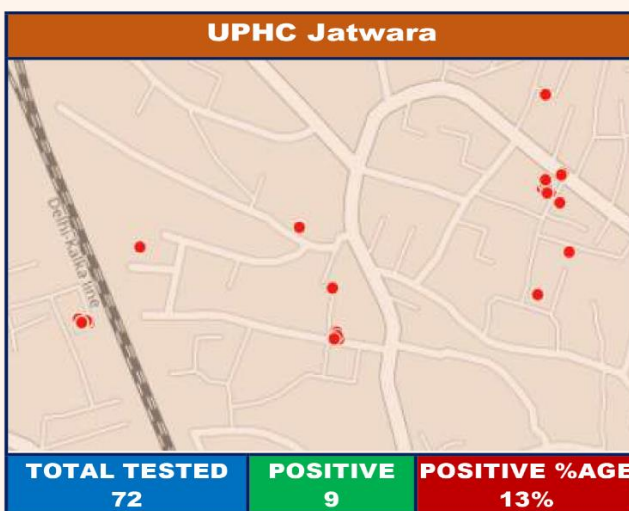 UPHC Jatwara
Delhi-Kalka line
TOTAL TESTED
72
POSITIVE
9
POSITIVE %AGE
13%